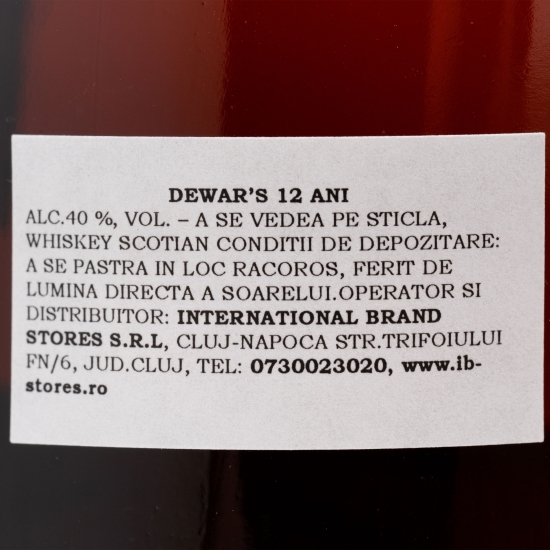 DEWAR'S 12 ANI
ALC.40 %, VOL. – A SE VEDEA PE STICLA,
WHISKEY SCOTIAN CONDITII DE DEPOZITARE:
A SE PASTRA IN LOC RACOROS, FERIT DE
LUMINA DIRECTA A SOARELUI.OPERATOR SI
DISTRIBUITOR: INTERNATIONAL BRAND
STORES S.R.L, CLUJ-NAPOCA STR.TRIFOIULUI
FN/6, JUD.CLUJ, TEL: 0730023020, www.ib-
stores.ro